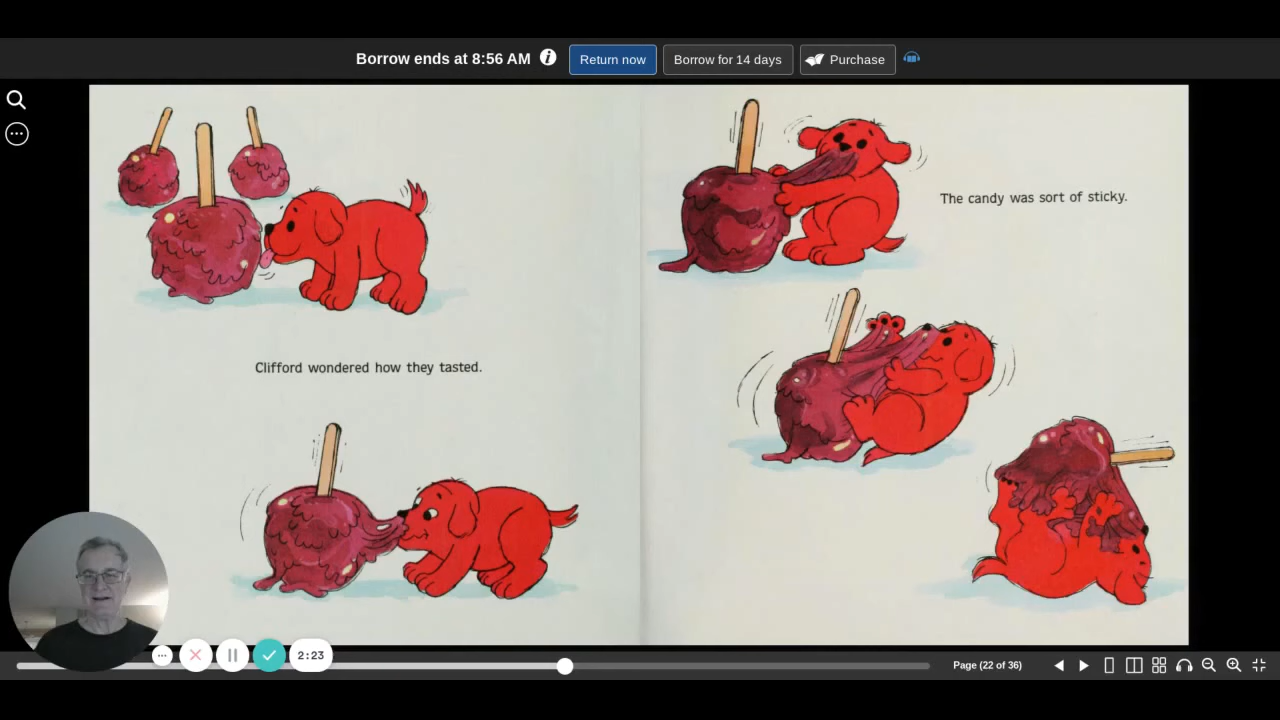 Borrow ends at 8:56 AM
Return now
Borrow for 14 days
Purchase
Clifford wondered how they tasted.
The candy was sort of sticky.
2:23
Page (22 of 36)